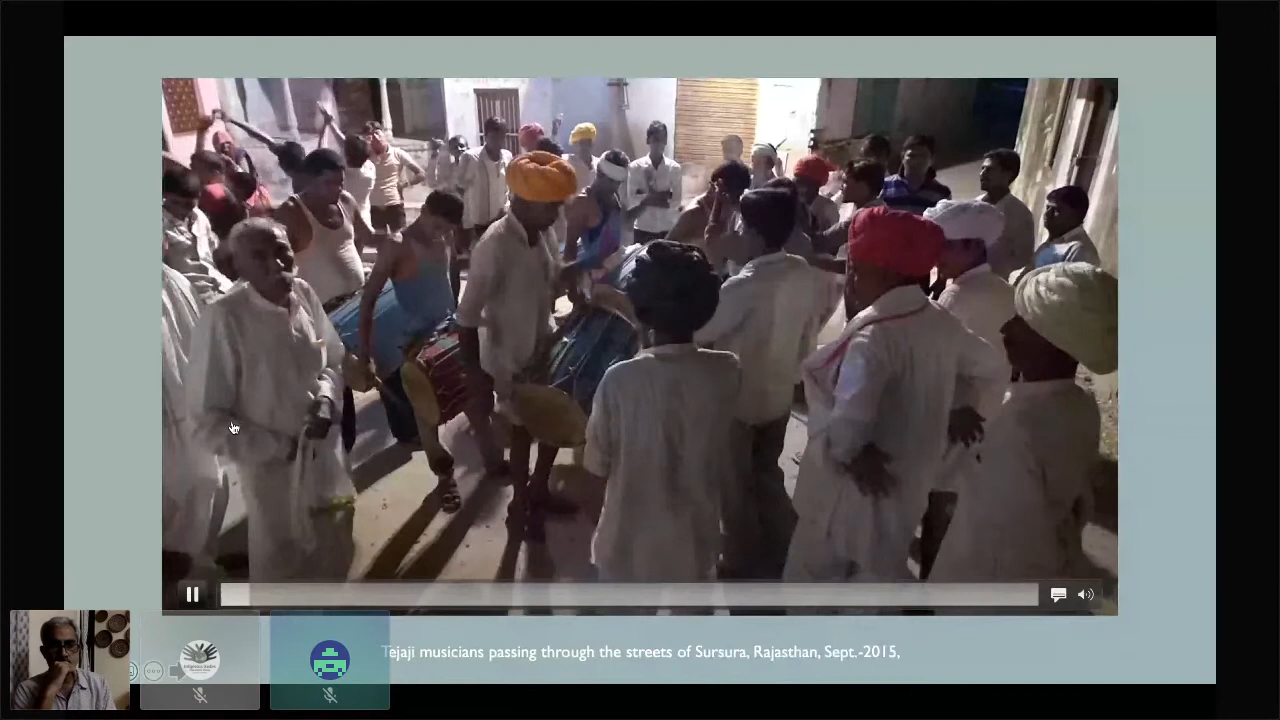 Tejaji musicians passing through the streets of Sursura, Rajasthan, Sept.-2015,